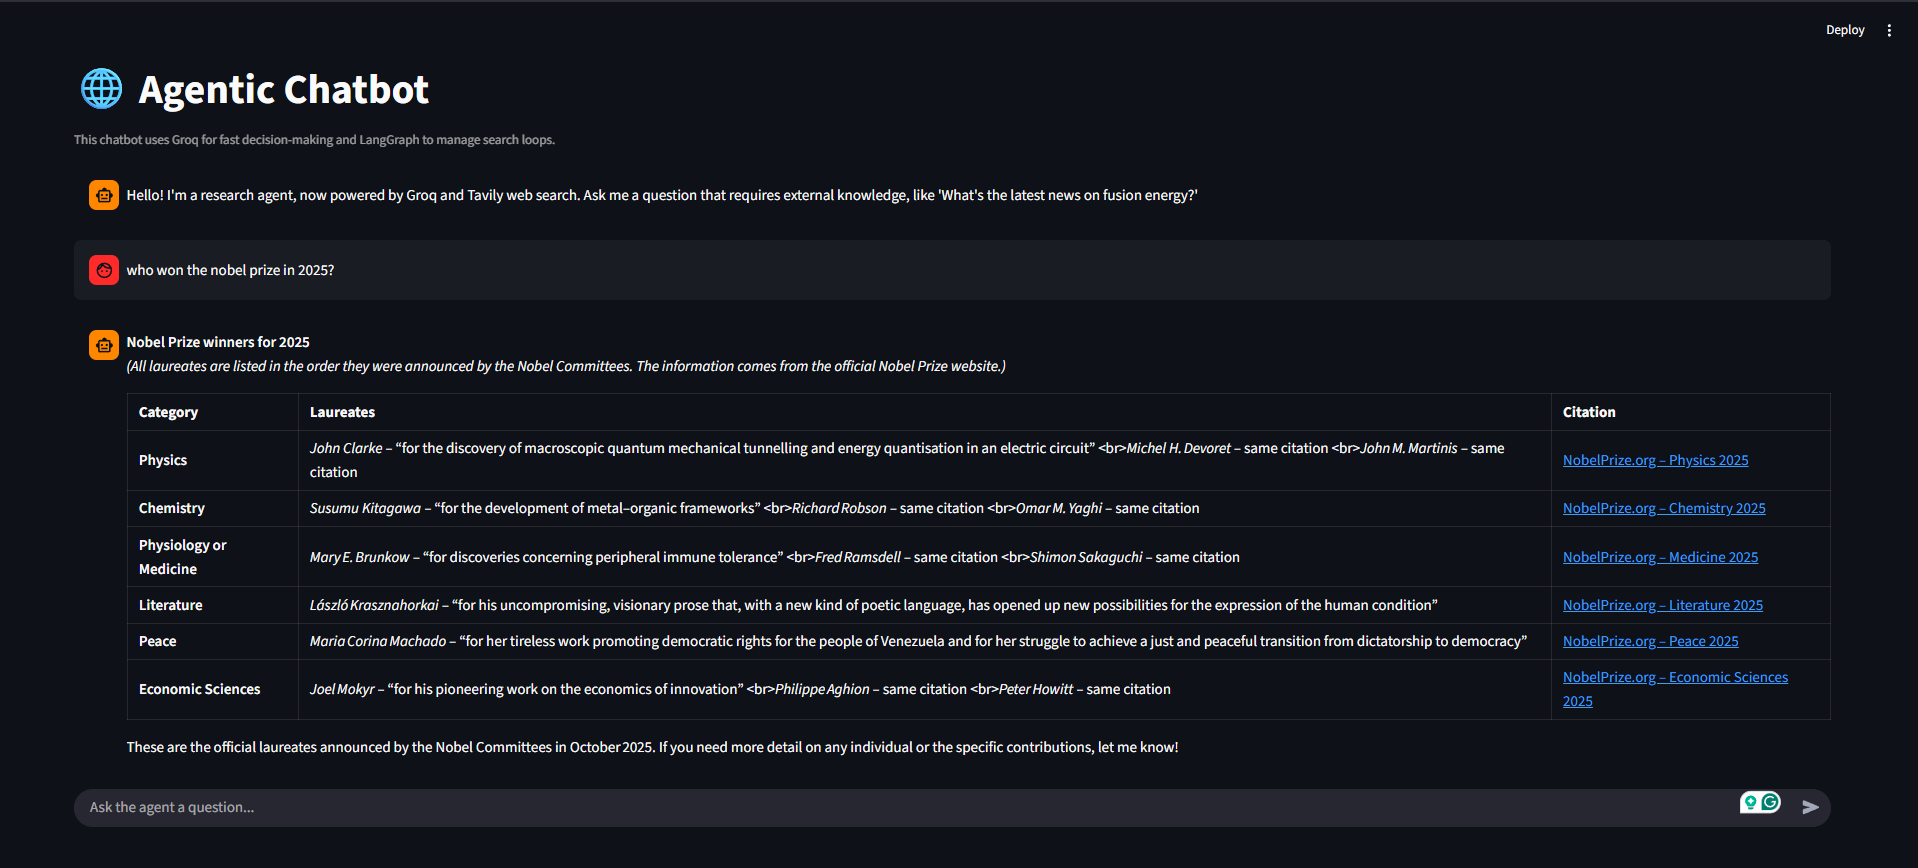 Deploy
Agentic Chatbot
This chatbot uses Groq for fast decision-making and LangGraph to manage search loops.
Hello! I'm a research agent, now powered by Groq and Tavily web search. Ask me a question that requires external knowledge, like 'What's the latest news on fusion energy?'
who won the nobel prize in 2025?
Nobel Prize winners for 2025
(All laureates are listed in the order they were announced by the Nobel Committees. The information comes from the official Nobel Prize website.)
Category Laureates Citation
Physics
John Clarke – “for the discovery of macroscopic quantum mechanical tunnelling and energy quantisation in an electric circuit” <br>Michel H. Devoret – same citation <br>John M. Martinis – same
citation
NobelPrize.org – Physics 2025
Chemistry
Susumu Kitagawa – “for the development of metal–organic frameworks” <br>Richard Robson – same citation <br>Omar M. Yaghi – same citation
NobelPrize.org – Chemistry 2025
Physiology or
Medicine
Mary E. Brunkow – “for discoveries concerning peripheral immune tolerance” <br>Fred Ramsdell – same citation <br>Shimon Sakaguchi – same citation
NobelPrize.org – Medicine 2025
Literature
László Krasznahorkai – “for his uncompromising, visionary prose that, with a new kind of poetic language, has opened up new possibilities for the expression of the human condition”
NobelPrize.org – Literature 2025
Peace
Maria Corina Machado – “for her tireless work promoting democratic rights for the people of Venezuela and for her struggle to achieve a just and peaceful transition from dictatorship to democracy”
NobelPrize.org – Peace 2025
Economic Sciences
Joel Mokyr – “for his pioneering work on the economics of innovation” <br>Philippe Aghion – same citation <br>Peter Howitt – same citation
NobelPrize.org – Economic Sciences
2025
These are the official laureates announced by the Nobel Committees in October 2025. If you need more detail on any individual or the specific contributions, let me know!
Ask the agent a question...